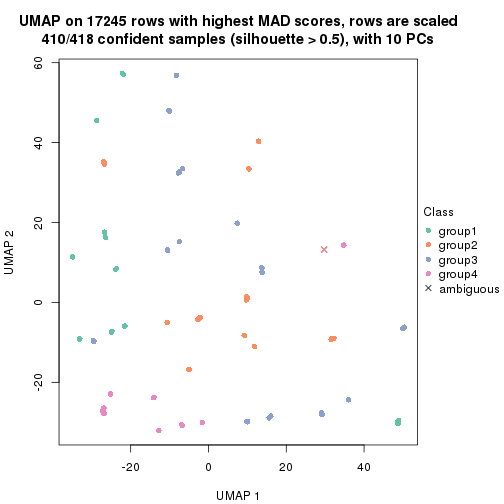 UMAP on 17245 rows with highest MAD scores, rows are scaled
410/418 confident samples (silhouette > 0.5), with 10 PCs
60
40
20
0
-20
UMAP 2
-20
0
20
40
UMAP 1
Class
group1
group2
group3
group4
ambiguous